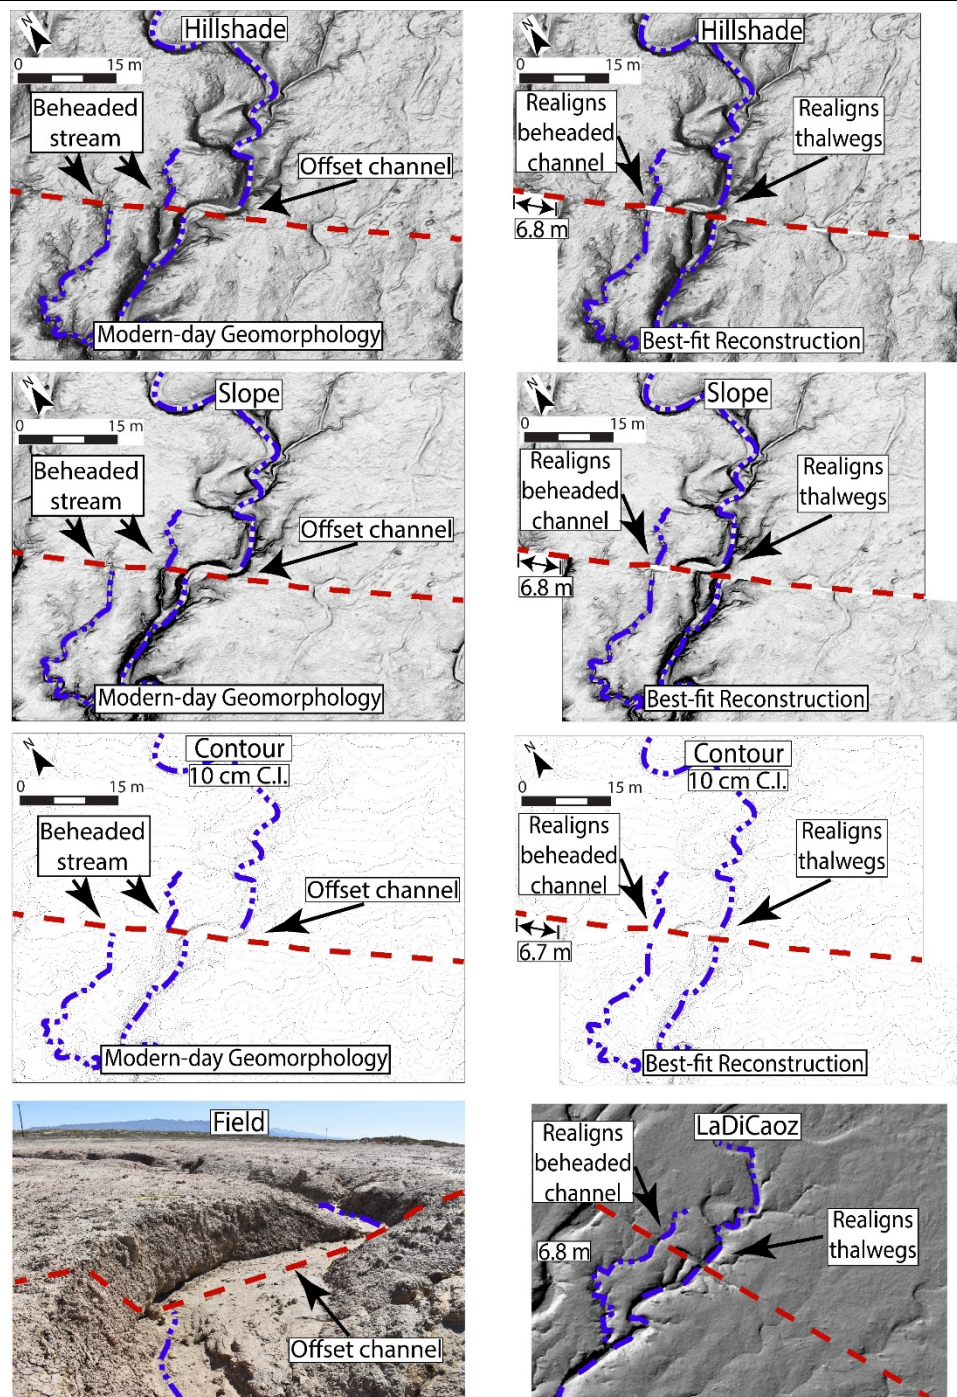 Hillshade
N
0 15 m
Beheaded
stream
Offset channel
Modern-day Geomorphology
Hillshade
N
0 15 m
Realigns
beheaded
channel
Realigns
thalwegs
6.8 m
Best-fit Reconstruction
Slope
N
0 15 m
Beheaded
stream
Offset channel
Modern-day Geomorphology
Slope
N
0 15 m
Realigns
beheaded
channel
Realigns
thalwegs
6.8 m
Best-fit Reconstruction
Contour
10 cm C.I.
N
0 15 m
Beheaded
stream
Offset channel
Modern-day Geomorphology
Contour
10 cm C.I.
N
0 15 m
Realigns
beheaded
channel
Realigns
thalwegs
6.7 m
Best-fit Reconstruction
Field
Offset channel
LaDiCaoz
Realigns
beheaded
channel
6.8 m
Realigns
thalwegs